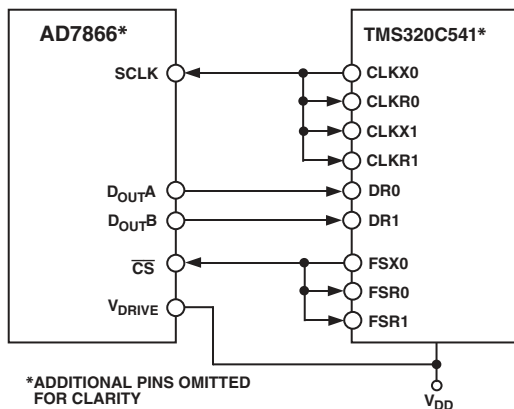 AD7866*
TMS320C541*
SCLK
CLKX0
CLKR0
CLKX1
CLKR1
DOUTA
DR0
DOUTB
DR1
CS
FSX0
FSR0
VDRIVE
FSR1
*ADDITIONAL PINS OMITTED
FOR CLARITY
VDD